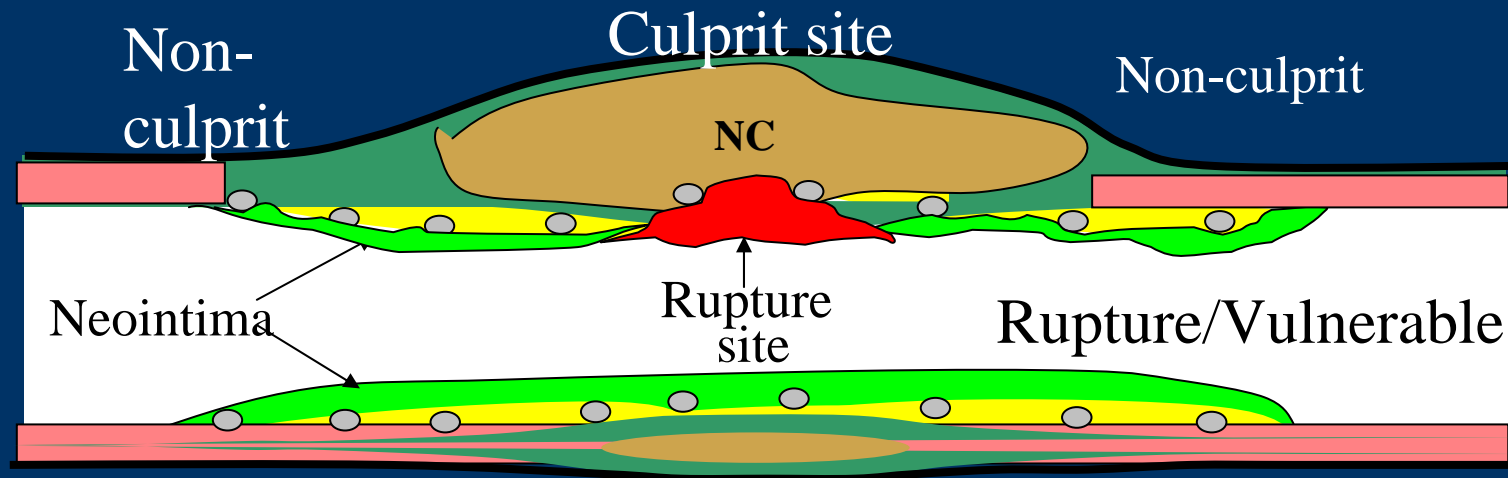 Non-
culprit
Culprit site
Non-culprit
NC
Neointima
Rupture
site
Rupture/Vulnerable